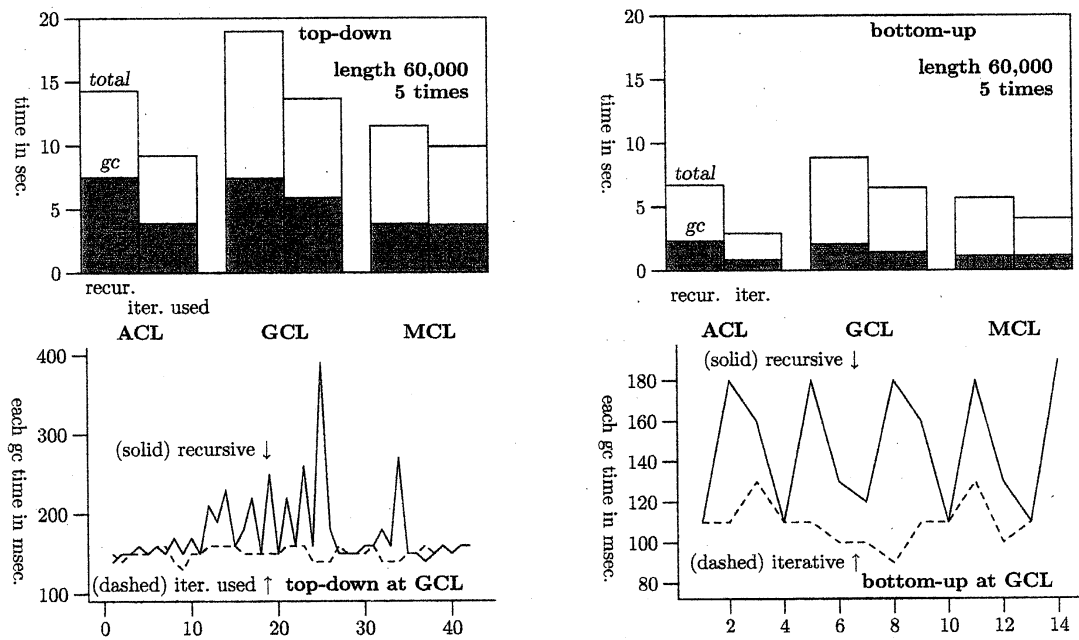 20
15
10
5
0
time in sec.
top-down
length 60,000
5 times
total
gc
recur.
iter. used
ACL GCL MCL
20
15
10
5
0
time in sec.
bottom-up
length 60,000
5 times
total
gc
recur. iter.
ACL GCL MCL
400
300
200
100
each gc time in msec.
(solid) recursive ↓
(dashed) iter. used ↑ top-down at GCL
0 10 20 30 40
180
160
140
120
100
80
each gc time in msec.
(solid) recursive ↓
(dashed) iterative ↑
bottom-up at GCL
2 4 6 8 10 12 14